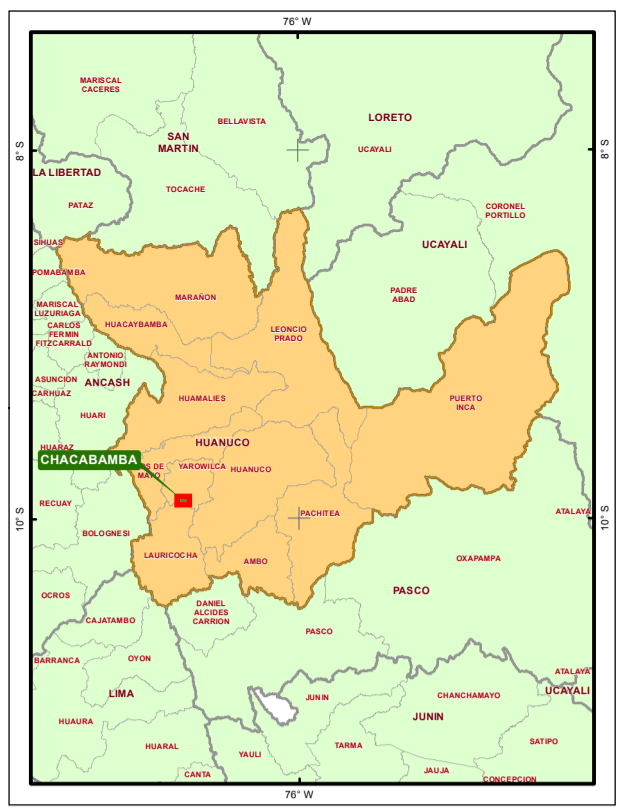 76° W
MARISCAL
CACERES
BELLAVISTA
LORETO
SAN
MARTIN
UCAYALI
8° S
8° S
LA LIBERTAD
TOCACHE
PATAZ
CORONEL
PORTILLO
SIHUAS
UCAYALI
POMABAMBA
PADRE
ABAD
MARAÑON
MARISCAL
LUZURIAGA
HUACAYBAMBA
CARLOS
FERMIN
FITZCARRALD
LEONCIO
PRADO
ANTONIO
RAYMONDI
ASUNCION
ANCASH
CARHUAZ
HUAMALIES
PUERTO
INCA
HUARI
HUANUCO
HUARAZ
CHACABAMBA
OS DE
MAYO
YAROWILCA
HUANUCO
RECUAY
PACHITEA
ATALAYA
10° S
10° S
BOLOGNESI
LAURICOCHA
AMBO
OXAPAMPA
PASCO
OCROS
DANIEL
ALCIDES
CARRION
CAJATAMBO
PASCO
BARRANCA
OYON
ATALAYA
UCAYALI
LIMA
JUNIN
CHANCHAMAYO
JUNIN
HUAURA
HUARAL
YAULI
TARMA
SATIPO
CANTA
JAUJA
CONCEPCION
76° W